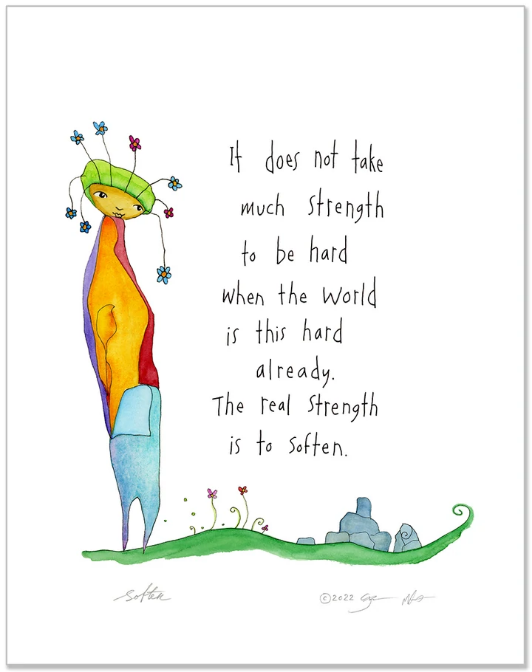 It does not take
much strength
to be hard
when the world
is this hard
already.
The real strength
is to soften.
soften
©2022